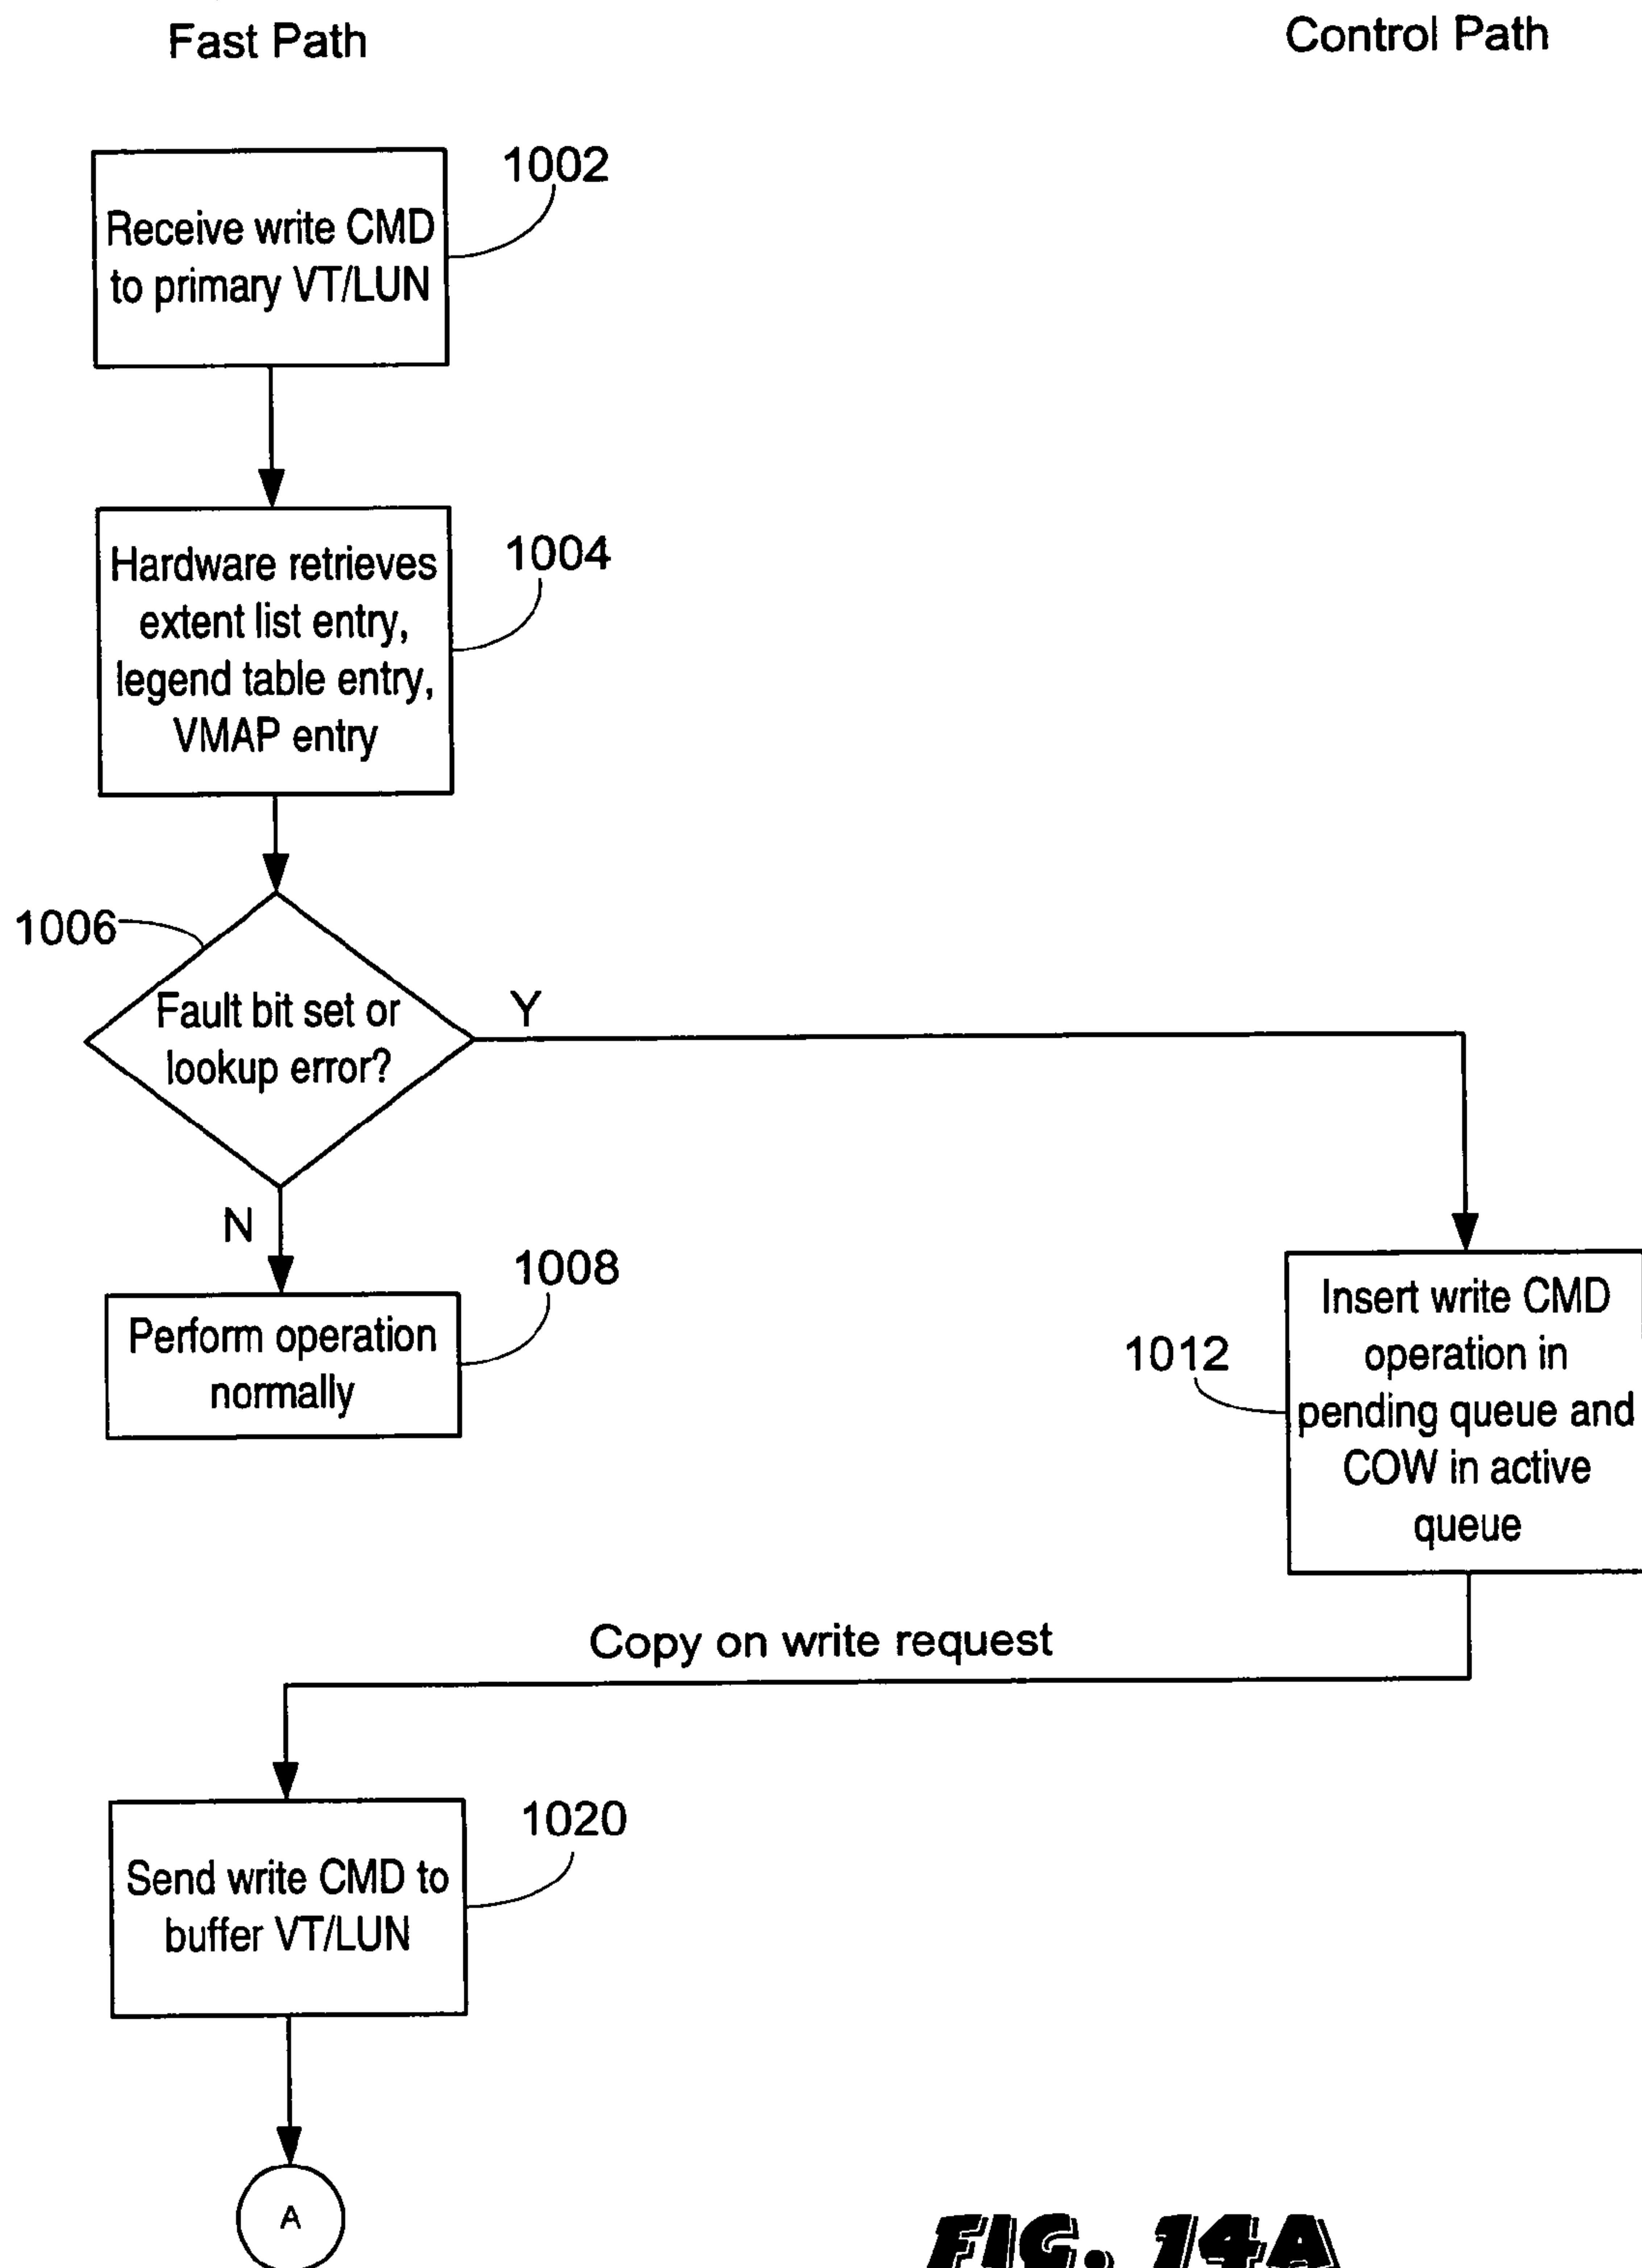 Fast Path
Control Path
1002
Receive write CMD
to primary VT/LUN
1004
Hardware retrieves
extent list entry,
legend table entry,
VMAP entry
1006
Fault bit set or
lookup error?
Y
N
1008
Perform operation
normally
1012
Insert write CMD
operation in
pending queue and
COW in active
queue
Copy on write request
1020
Send write CMD to
buffer VT/LUN
A
FIG. 14A